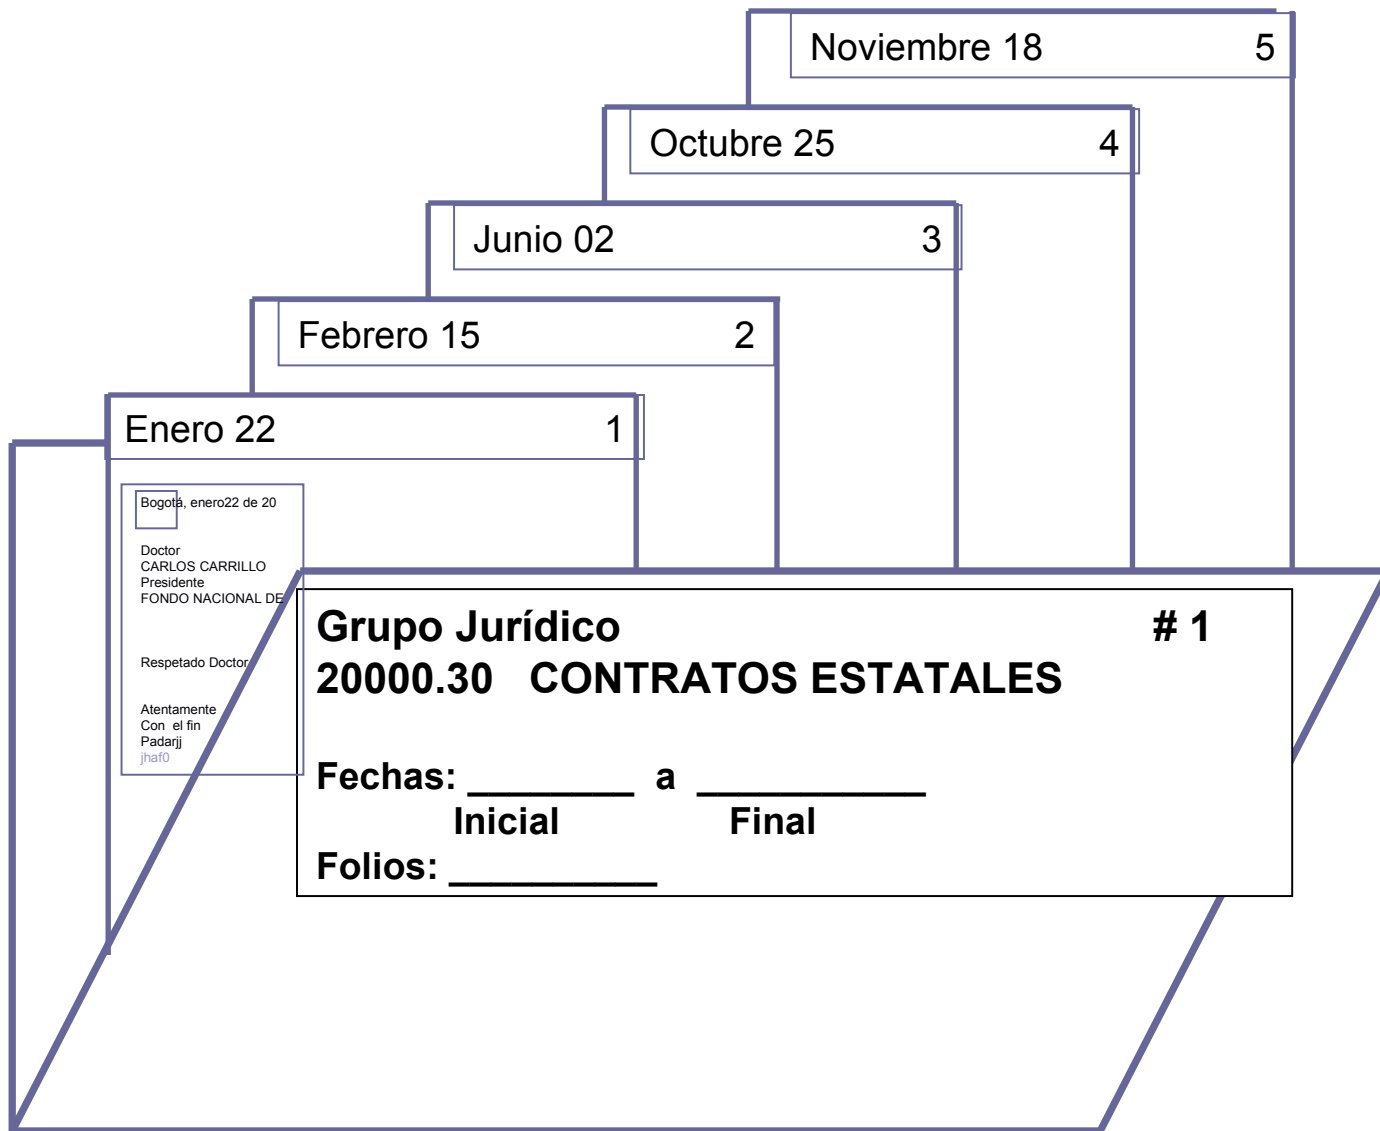 Noviembre 18 5
Octubre 25 4
Junio 02 3
Febrero 15 2
Enero 22 1
Bogotá, enero22 de 20
Doctor
CARLOS CARRILLO
Presidente
FONDO NACIONAL DE
Respetado Doctor
Atentamente
Con el fin
Padarjj
jhaf0
Grupo Jurídico # 1
20000.30 CONTRATOS ESTATALES
Fechas: ________ a ___________
Inicial Final
Folios: __________